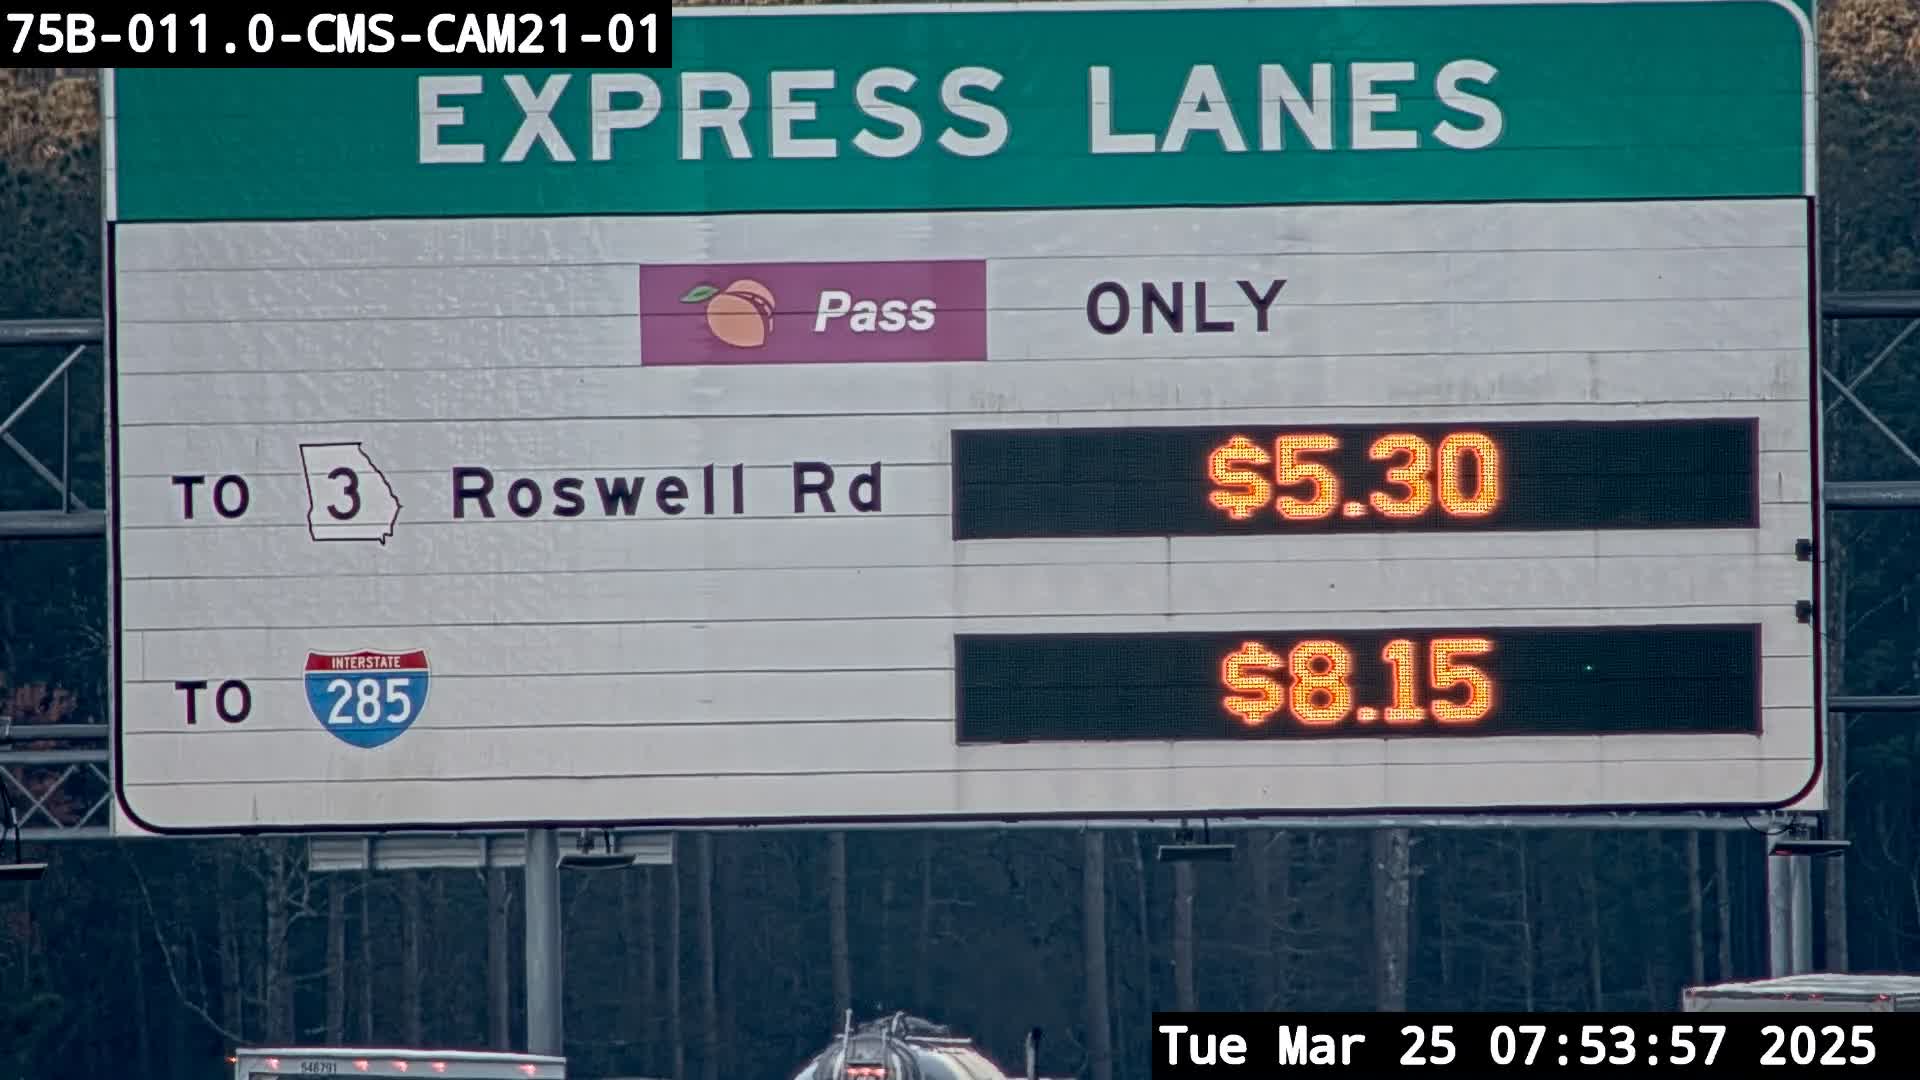 75B-011.0-CMS-CAM21-01
EXPRESS LANES
Pass ONLY
TO 3 Roswell Rd $5.30
INTERSTATE
TO 285 $8.15
546791
Tue Mar 25 07:53:57 2025